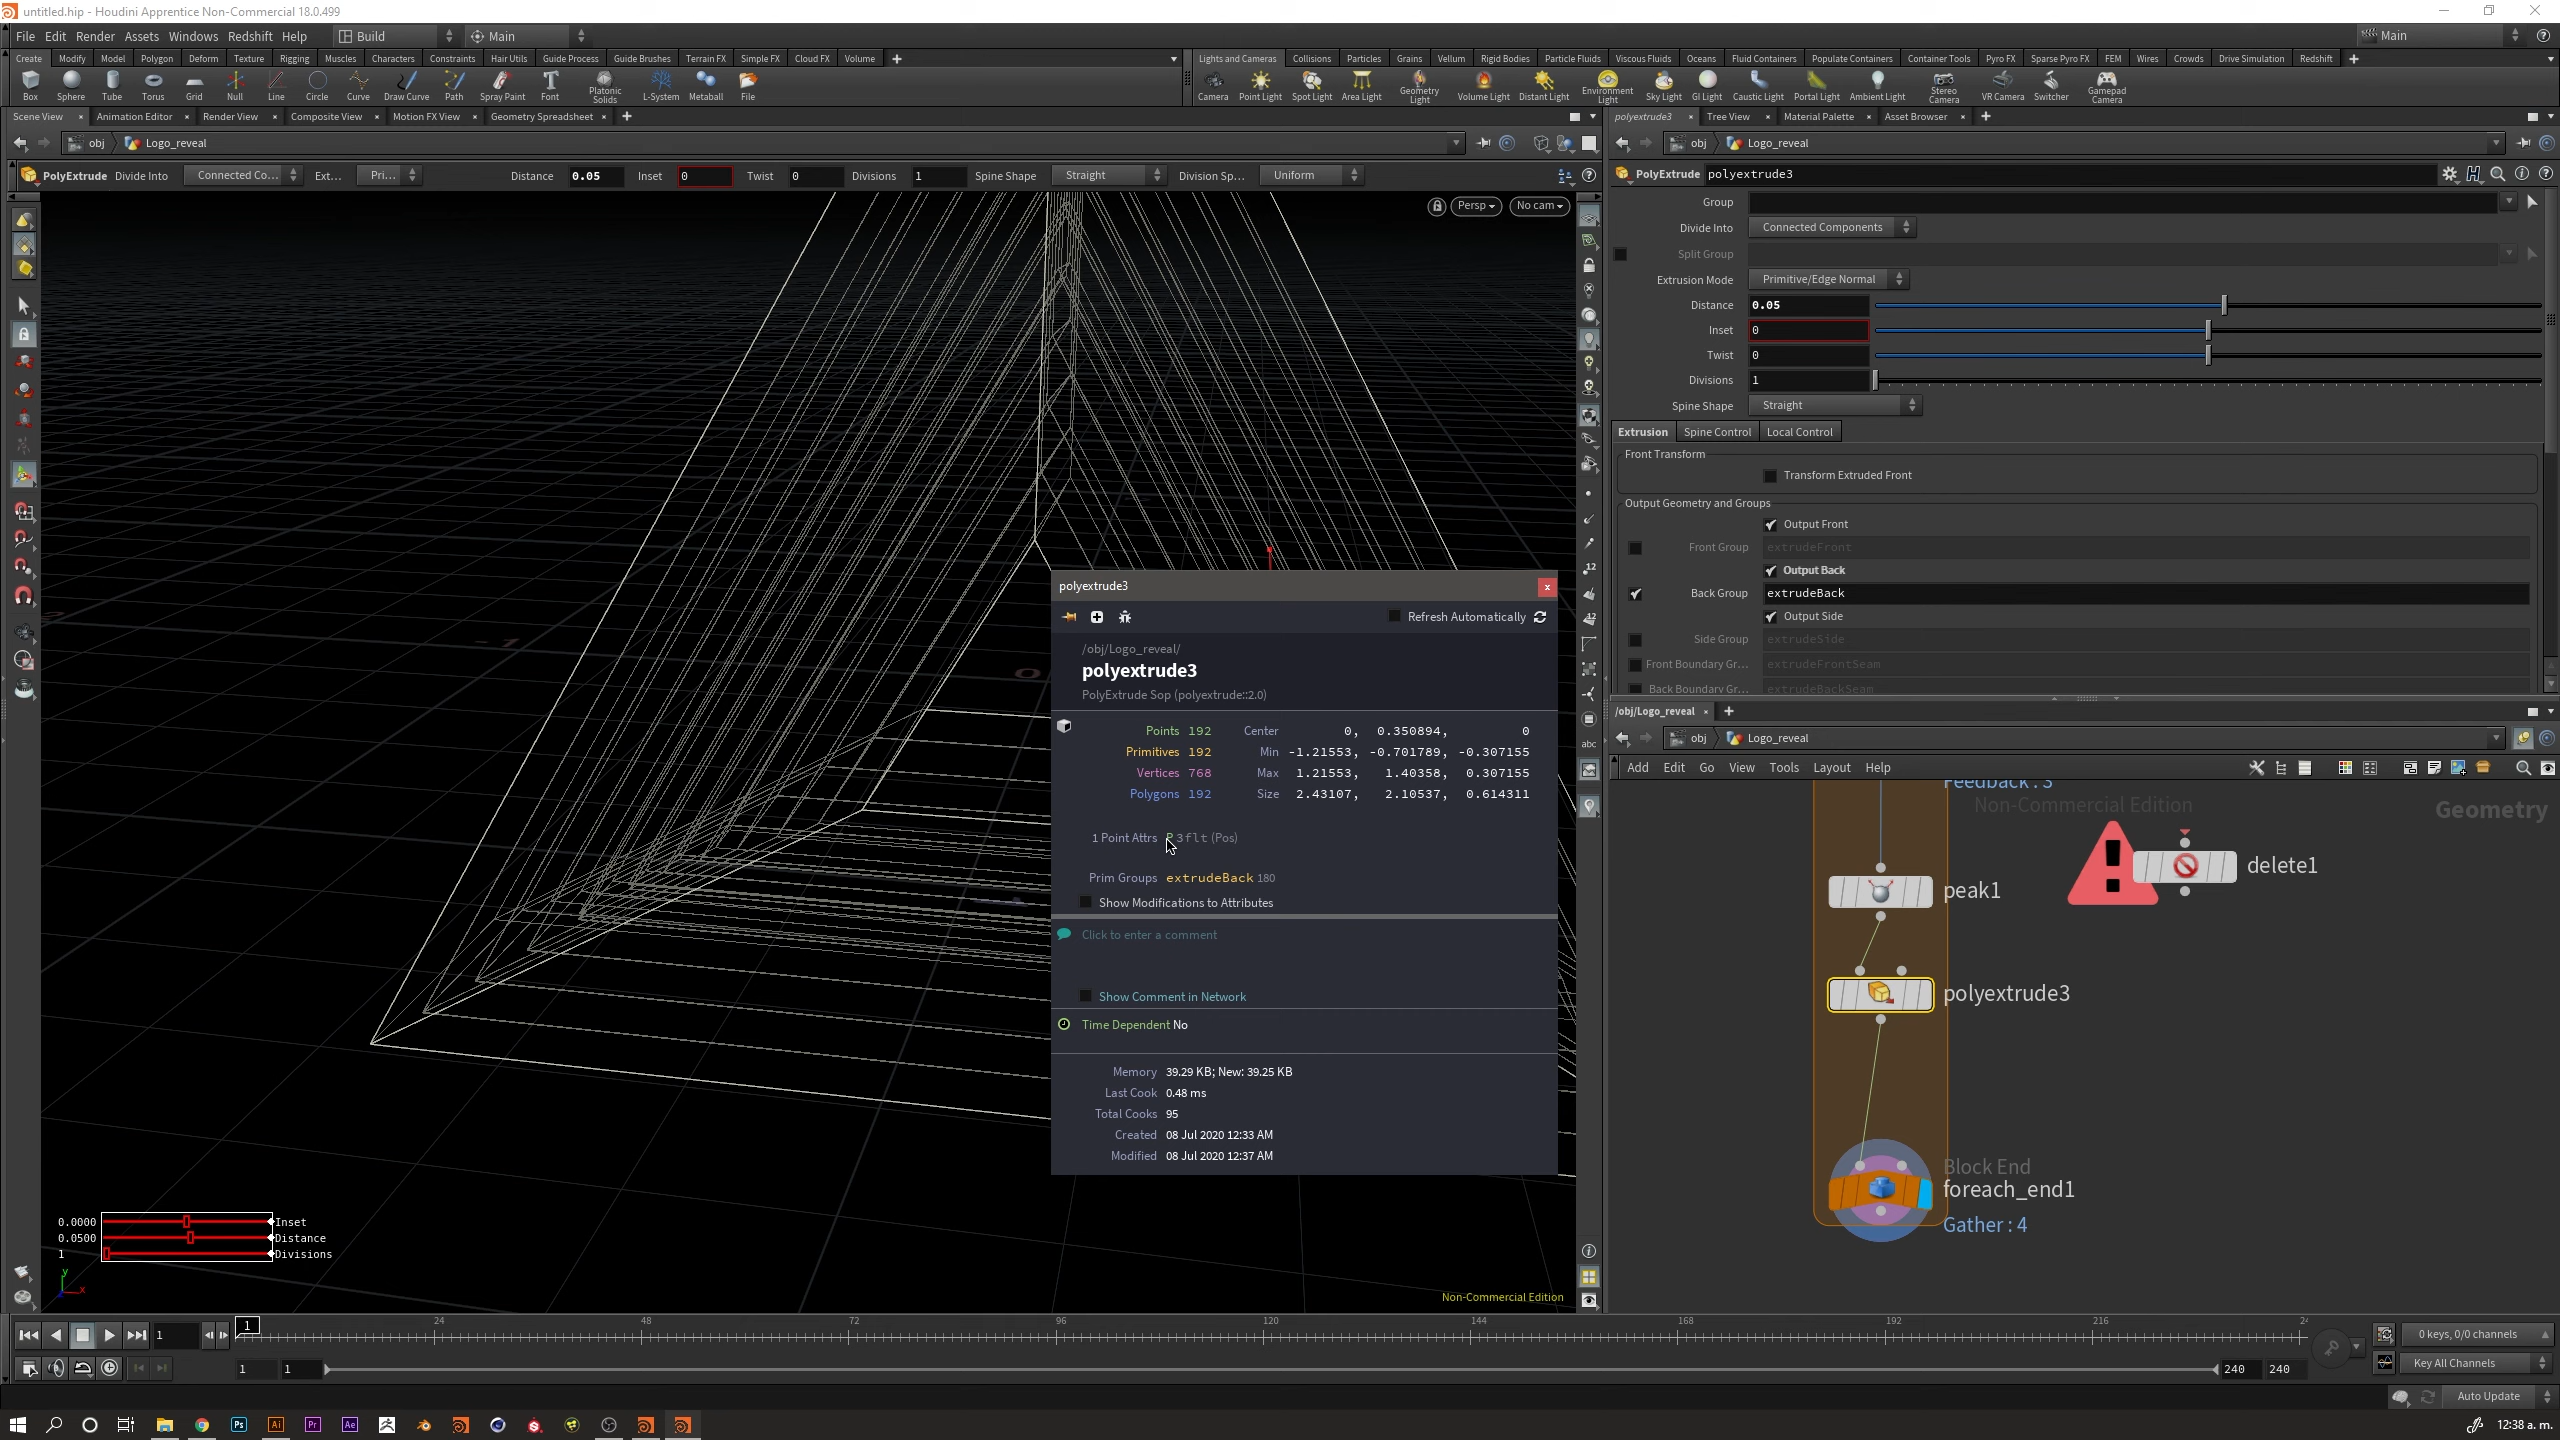 untitled.hip - Houdini Apprentice Non-Commercial 18.0.499
File Edit Render Assets Windows Redshift Help Build Main Main
Create Modify Model Polygon Deform Texture Rigging Muscles Characters Constraints Hair Utils Guide Process Guide Brushes Terrain FX Simple FX Cloud FX Volume
Box Sphere Tube Torus Grid Null Line Circle Curve Draw Curve Path Spray Paint Font Platonic Solids L-System Metaball File
Lights and Cameras Collisions Particles Grains Vellum Rigid Bodies Particle Fluids Viscous Fluids Oceans Fluid Containers Populate Containers Container Tools Pyro FX Sparse Pyro FX FEM Wires Crowds Drive Simulation Redshift
Camera Point Light Spot Light Area Light Geometry Light Volume Light Distant Light Environment Light Sky Light GI Light Caustic Light Portal Light Ambient Light Stereo Camera VR Camera Switcher Gamepad Camera
Scene View Animation Editor Render View Composite View Motion FX View Geometry Spreadsheet
obj Logo_reveal
PolyExtrude Divide Into Connected Co... Ext... Pri... Distance 0.05 Inset 0 Twist 0 Divisions 1 Spine Shape Straight Division Sp... Uniform
Persp No cam
polyextrude3
/obj/Logo_reveal/
polyextrude3
PolyExtrude Sop (polyextrude::2.0)
Refresh Automatically
Points 192 Center 0, 0.350894, 0
Primitives 192 Min -1.21553, -0.701789, -0.307155
Vertices 768 Max 1.21553, 1.40358, 0.307155
Polygons 192 Size 2.43107, 2.10537, 0.614311
1 Point Attrs P 3flt (Pos)
Prim Groups extrudeBack 180
Show Modifications to Attributes
Click to enter a comment
Show Comment in Network
Time Dependent No
Memory 39.29 KB; New: 39.25 KB
Last Cook 0.48 ms
Total Cooks 95
Created 08 Jul 2020 12:33 AM
Modified 08 Jul 2020 12:37 AM
0.0000 Inset
0.0500 Distance
1 Divisions
y
x
Non-Commercial Edition
polyextrude3 Tree View Material Palette Asset Browser
obj Logo_reveal
PolyExtrude polyextrude3
Group
Divide Into Connected Components
Split Group
Extrusion Mode Primitive/Edge Normal
Distance 0.05
Inset 0
Twist 0
Divisions 1
Spine Shape Straight
Extrusion Spine Control Local Control
Front Transform
Transform Extruded Front
Output Geometry and Groups
Output Front
Front Group extrudeFront
Output Back
Back Group extrudeBack
Output Side
Side Group extrudeSide
Front Boundary Gr... extrudeFrontSeam
Back Boundary Gr... extrudeBackSeam
/obj/Logo_reveal
obj Logo_reveal
Add Edit Go View Tools Layout Help
Feedback : 3
Non-Commercial Edition
Geometry
peak1
delete1
polyextrude3
Block End
foreach_end1
Gather : 4
1 1 24 48 72 96 120 144 168 192 216
1 1 240 240
0 keys, 0/0 channels
Key All Channels
Auto Update
12:38 a. m.